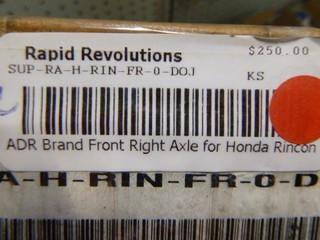 Rapid Revolutions $250.00
SUP-RA-H-RIN-FR-0-DOJ KS
ADR Brand Front Right Axle for Honda Rincon
A-H-RIN-FR-0-D